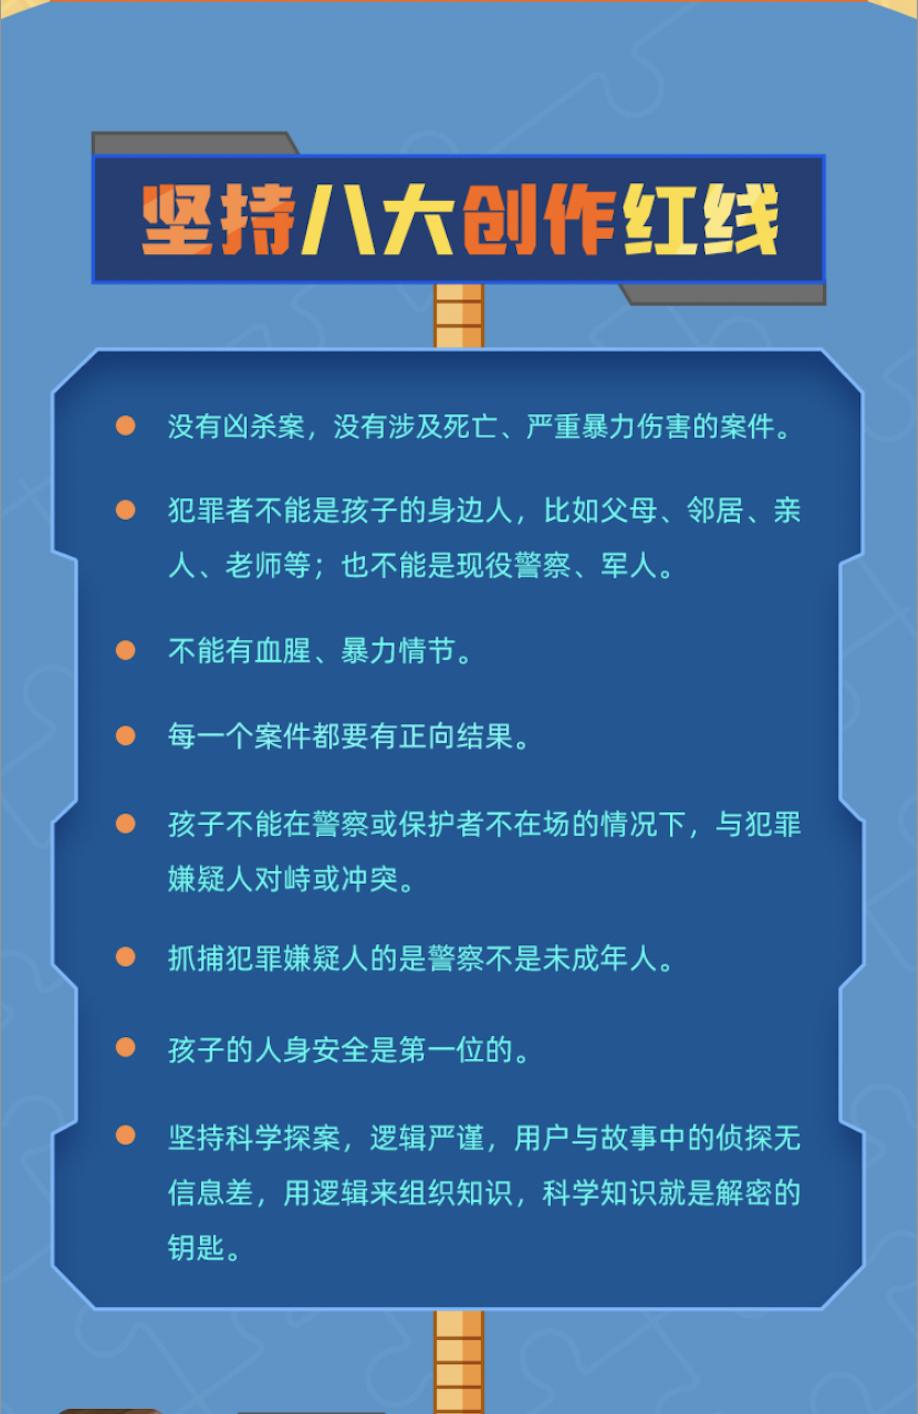 坚持八大创作红线
没有凶杀案，没有涉及死亡、严重暴力伤害的案件。
犯罪者不能是孩子的身边人，比如父母、邻居、亲
人、老师等；也不能是现役警察、军人。
不能有血腥、暴力情节。
每一个案件都要有正向结果。
孩子不能在警察或保护者不在场的情况下，与犯罪
嫌疑人对峙或冲突。
抓捕犯罪嫌疑人的是警察不是未成年人。
孩子的人身安全是第一位的。
坚持科学探案，逻辑严谨，用户与故事中的侦探无
信息差，用逻辑来组织知识，科学知识就是解密的
钥匙。